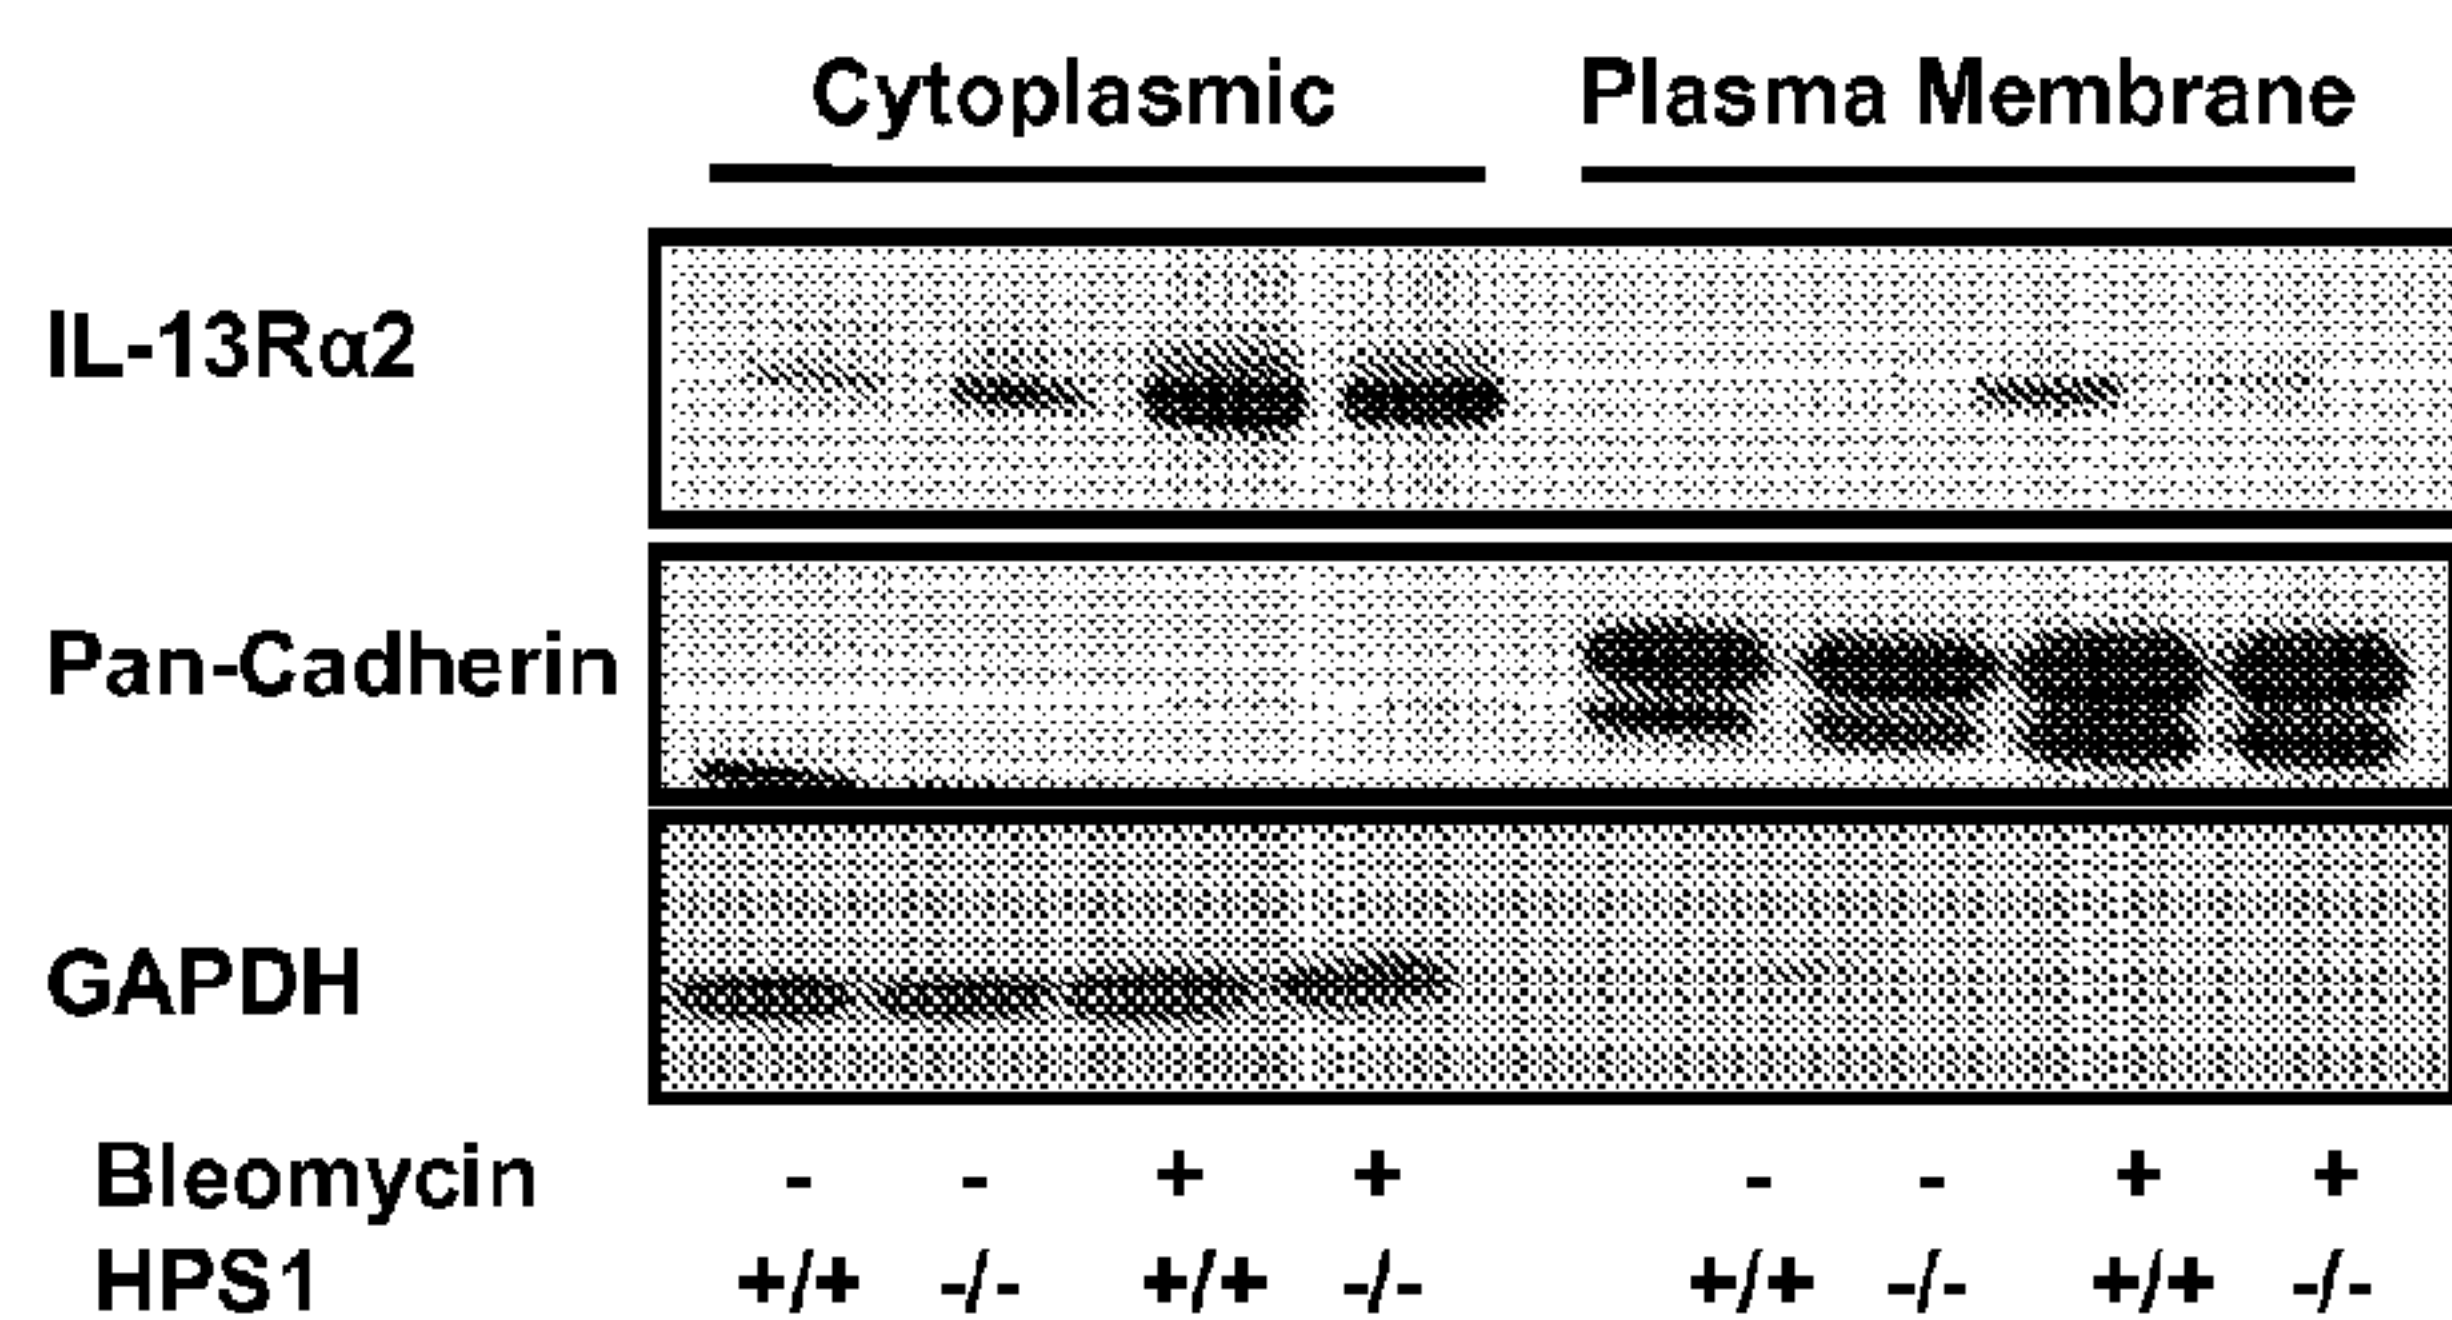 Cytoplasmic Plasma Membrane
IL-13Rα2
Pan-Cadherin
GAPDH
Bleomycin - - + + - - + +
HPS1 +/+ -/- +/+ -/- +/+ -/- +/+ -/-